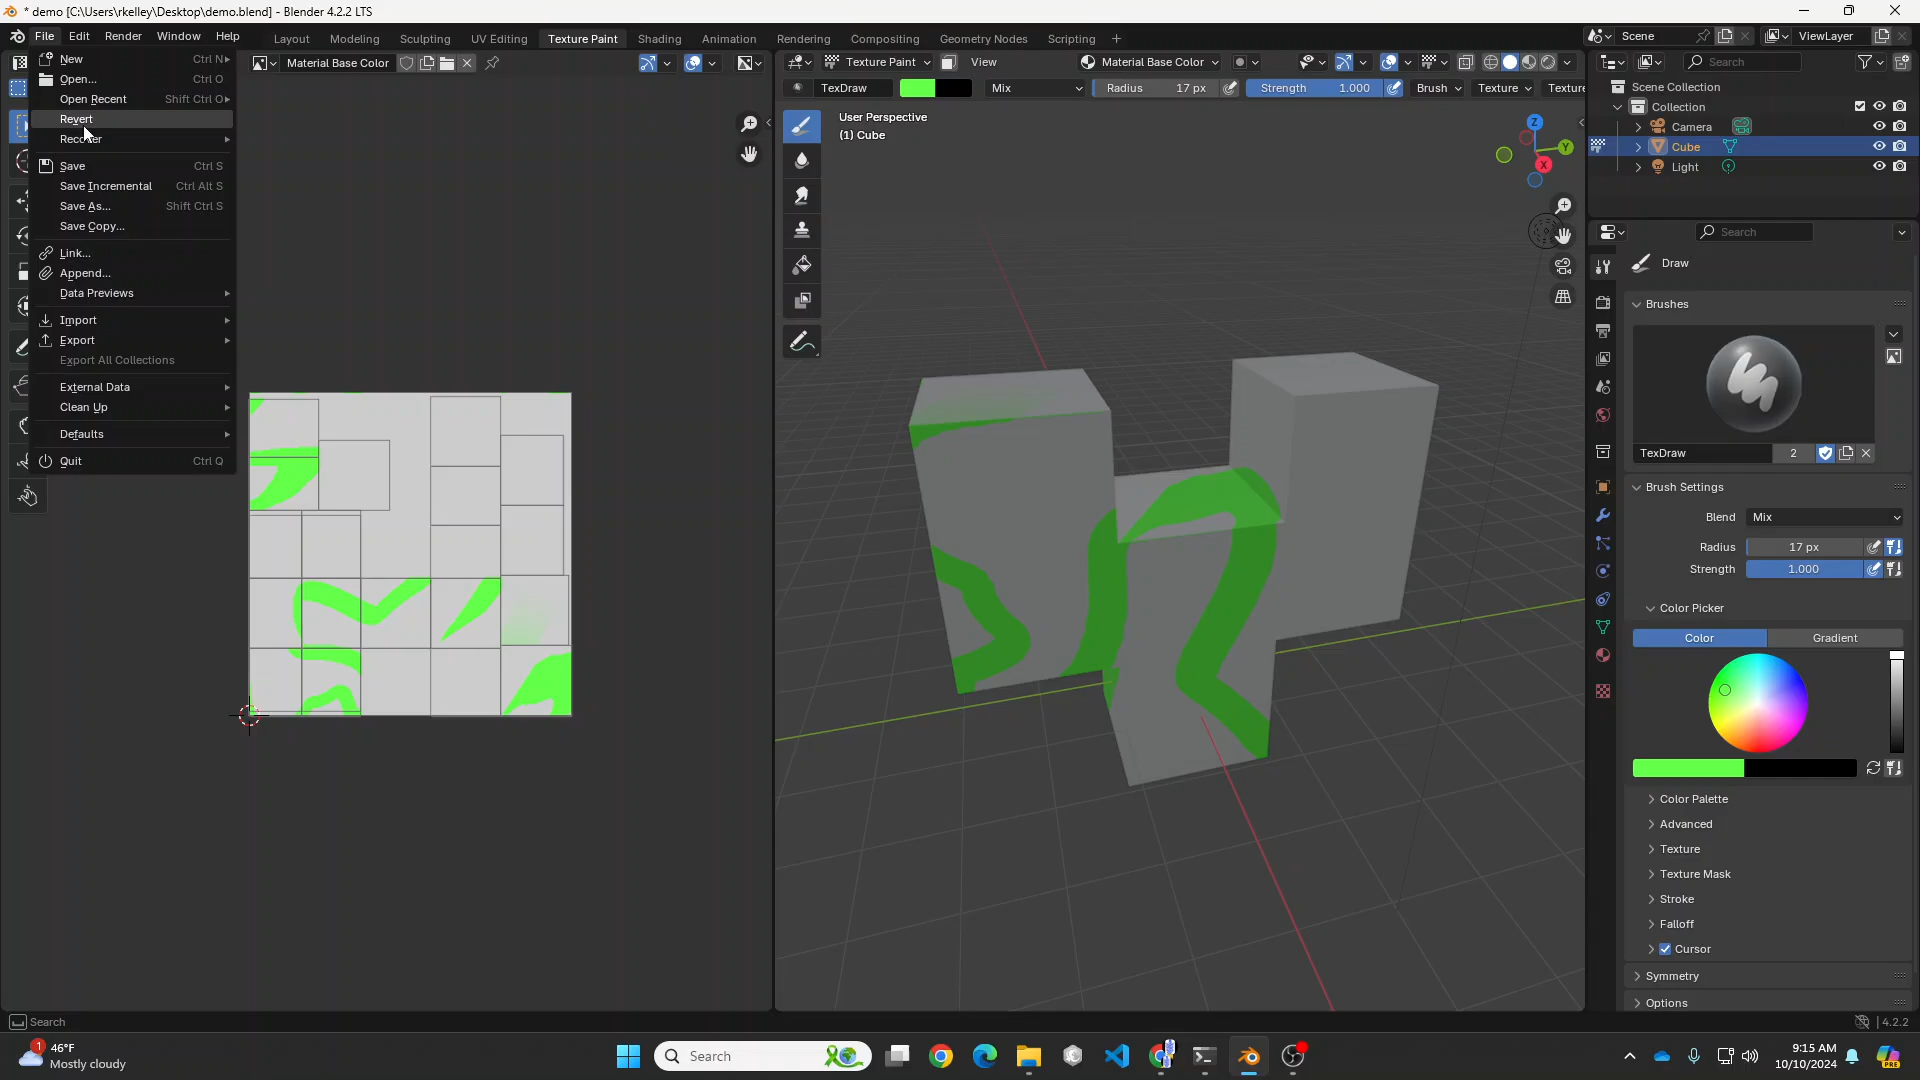 * demo [C:\Users\rkelley\Desktop\demo.blend] - Blender 4.2.2 LTS
File Edit Render Window Help Layout Modeling Sculpting UV Editing Texture Paint Shading Animation Rendering Compositing Geometry Nodes Scripting + Scene ViewLayer
Material Base Color Texture Paint View Material Base Color Search
TexDraw Mix Radius 17 px Strength 1.000 Brush Texture Texture
New Ctrl N
Open... Ctrl O
Open Recent Shift Ctrl O
Revert
Recover
Save Ctrl S
Save Incremental Ctrl Alt S
Save As... Shift Ctrl S
Save Copy...
Link...
Append...
Data Previews
Import
Export
Export All Collections
External Data
Clean Up
Defaults
Quit Ctrl Q
User Perspective
(1) Cube
Z
Y
X
Scene Collection
Collection
Camera
Cube
Light
Search
Draw
Brushes
TexDraw 2
Brush Settings
Blend Mix
Radius 17 px
Strength 1.000
Color Picker
Color Gradient
Color Palette
Advanced
Texture
Texture Mask
Stroke
Falloff
Cursor
Symmetry
Options
Search 4.2.2
1 46°F
Mostly cloudy
Search
9:15 AM
10/10/2024
PRE